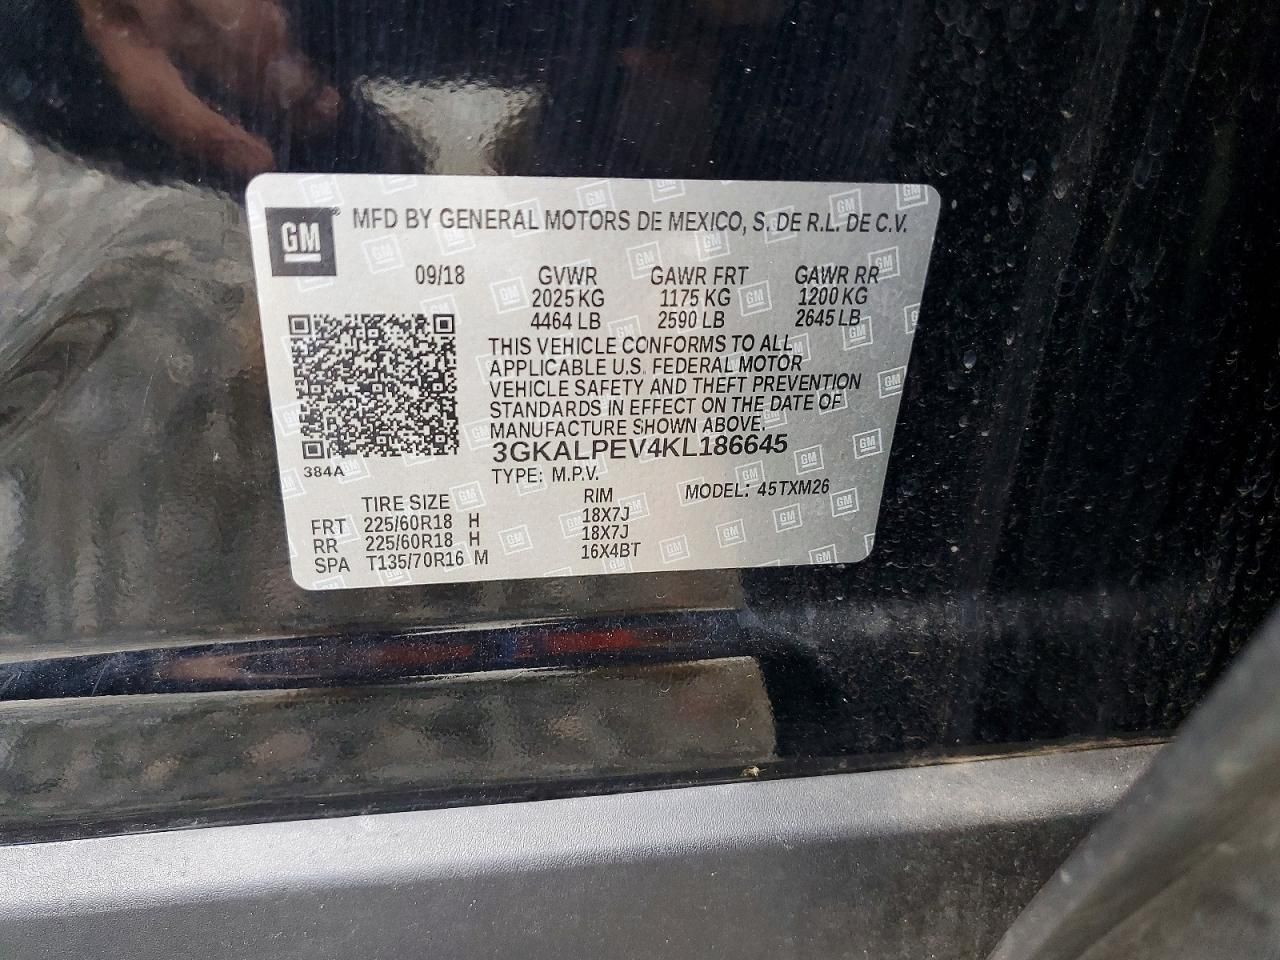 GM® MFD BY GENERAL MOTORS DE MEXICO, S. DE R.L. DE C.V.
09/18 GVWR GAWR FRT GAWR RR
2025 KG 1175 KG 1200 KG
4464 LB 2590 LB 2645 LB
THIS VEHICLE CONFORMS TO ALL
APPLICABLE U.S. FEDERAL MOTOR
VEHICLE SAFETY AND THEFT PREVENTION
STANDARDS IN EFFECT ON THE DATE OF
MANUFACTURE SHOWN ABOVE.
3GKALPEV4KL186645
384A TYPE: M.P.V. MODEL: 45TXM26
TIRE SIZE RIM
FRT 225/60R18 H 18X7J
RR 225/60R18 H 18X7J
SPA T135/70R16 M 16X4BT